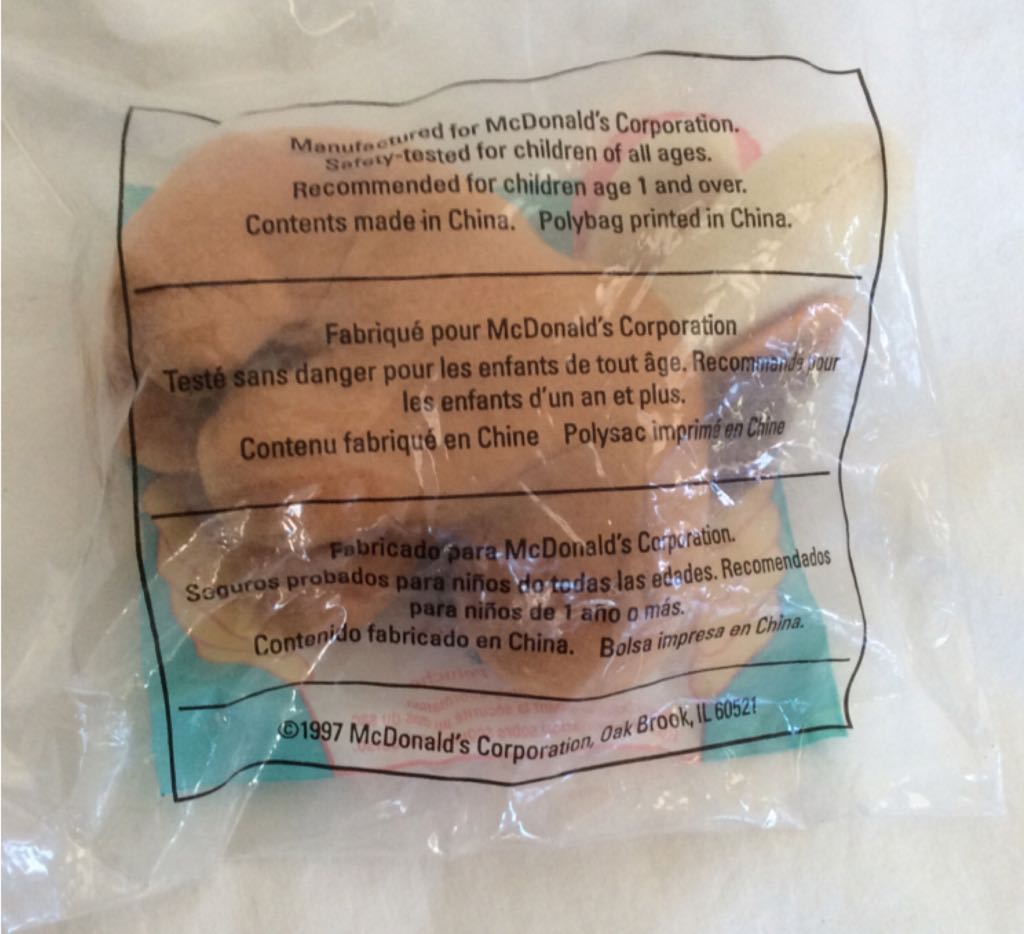 Manufactured for McDonald's Corporation.
Safety-tested for children of all ages.
Recommended for children age 1 and over.
Contents made in China. Polybag printed in China.
Fabriqué pour McDonald's Corporation
Testé sans danger pour les enfants de tout âge. Recommandé pour
les enfants d'un an et plus.
Contenu fabriqué en Chine Polysac imprimé en Chine
Fabricado para McDonald's Corporation.
Seguros probados para niños de todas las edades. Recomendados
para niños de 1 año o más.
Contenido fabricado en China. Bolsa impresa en China.
©1997 McDonald's Corporation, Oak Brook, IL 60521